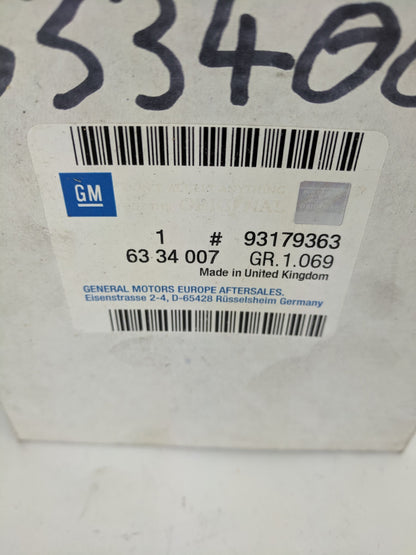 GM
1 # 93179363
63 34 007 GR.1.069
Made in United Kingdom
GENERAL MOTORS EUROPE AFTERSALES,
Eisenstrasse 2-4, D-65428 Rüsselsheim Germany